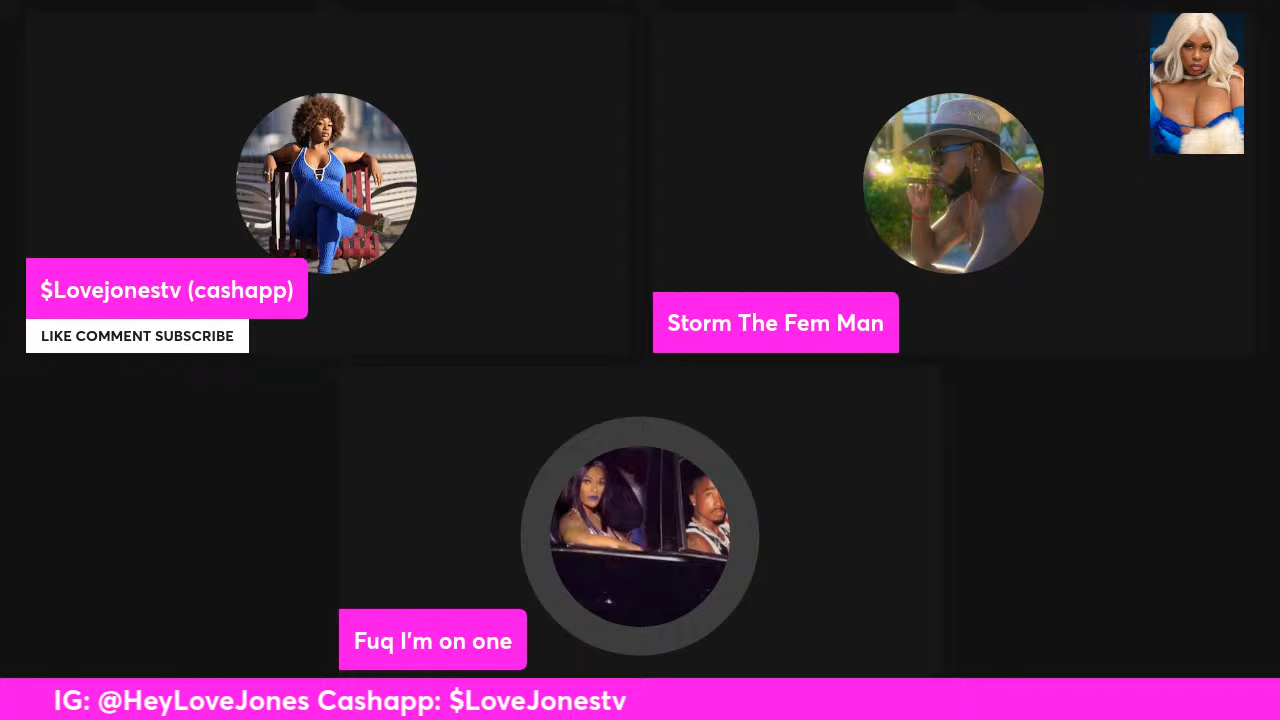 $Lovejonestv (cashapp)
LIKE COMMENT SUBSCRIBE
Storm The Fem Man
Fuq I'm on one
IG: @HeyLoveJones Cashapp: $LoveJonestv